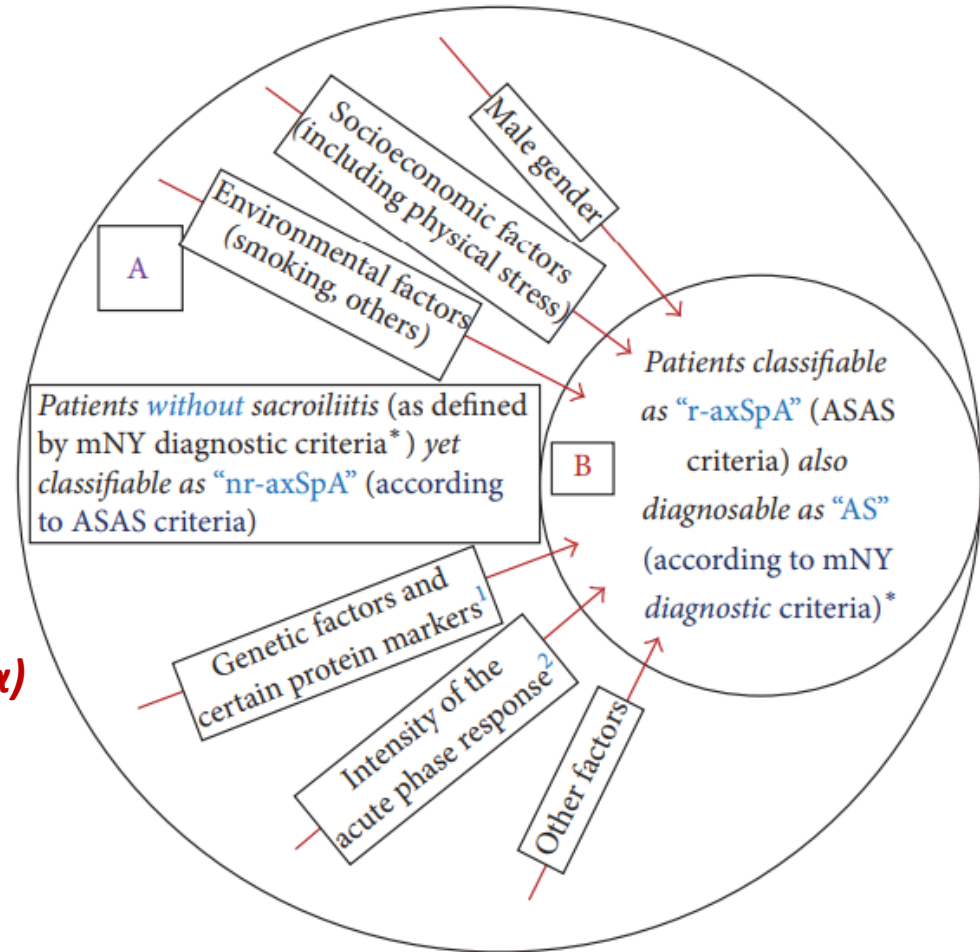 Male gender
Socioeconomic factors
(including physical stress)
Environmental factors
(smoking, others)
A
Patients without sacroiliitis (as defined
by mNY diagnostic criteria*) yet
classifiable as "nr-axSpA" (according
to ASAS criteria)
B
Patients classifiable
as "r-axSpA" (ASAS
criteria) also
diagnosable as "AS"
(according to mNY
diagnostic criteria)*
Genetic factors and
certain protein markers¹
α)
Intensity of the
acute phase response²
Other factors